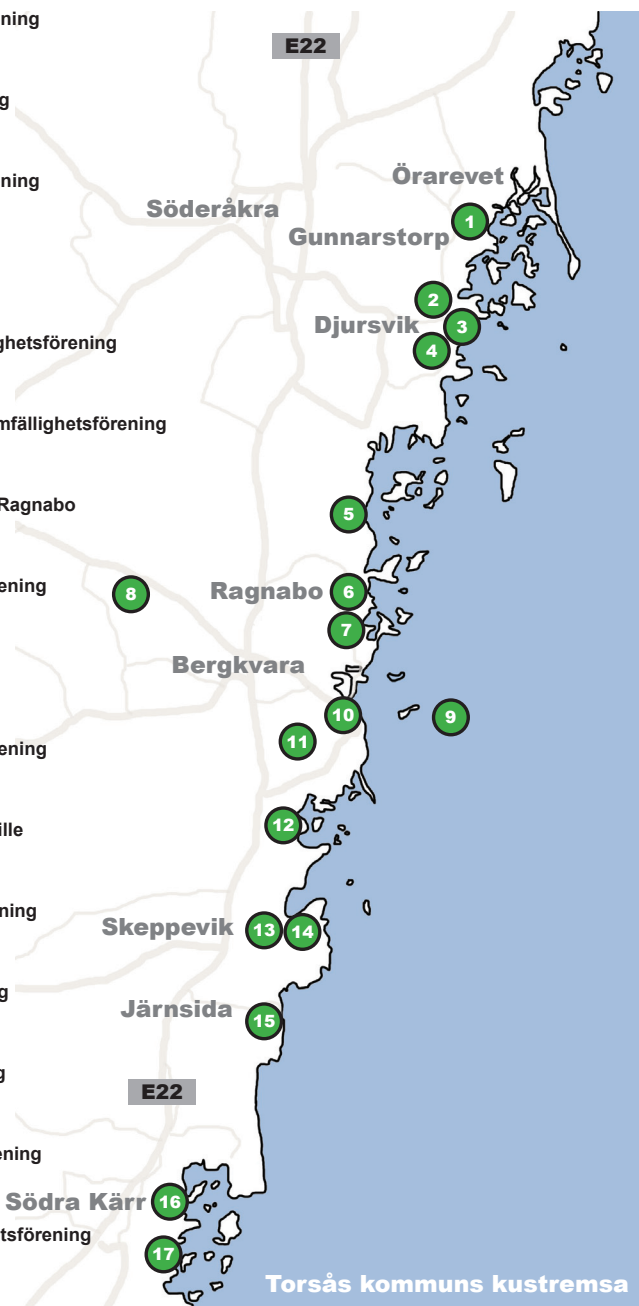 ning
E22
g
ning
Örarevet
Söderåkra
1
Gunnarstorp
2
Djursvik
3
ghetsförening
4
mfällighetsförening
Ragnabo
5
ening
8
Ragnabo
6
7
Bergkvara
10
9
11
ening
12
ille
ning
Skeppevik
13
14
g
Järnsida
15
g
E22
ening
Södra Kärr
16
tsförening
17
Torsås kommuns kustremsa